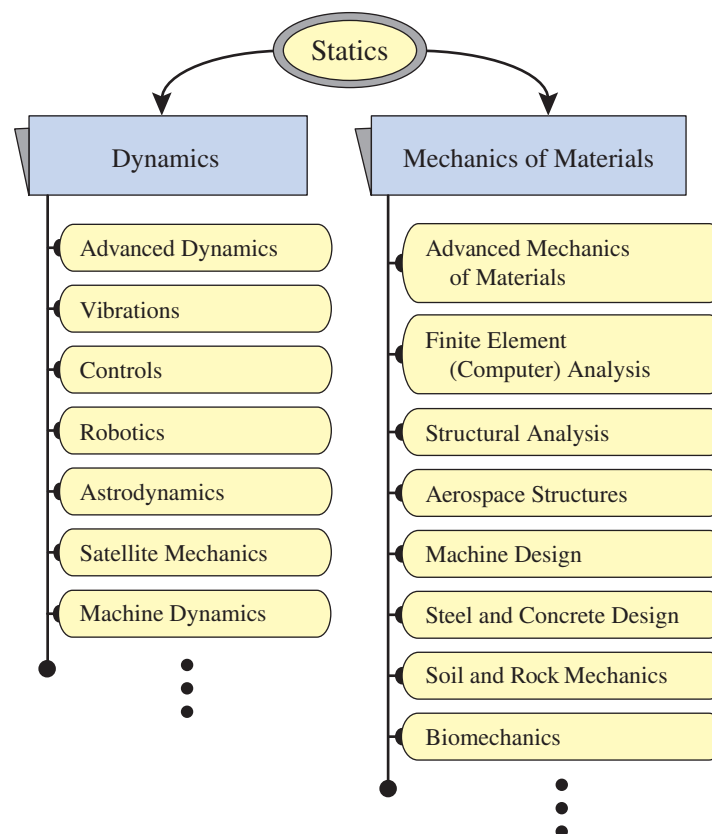 Statics
Dynamics
Advanced Dynamics
Vibrations
Controls
Robotics
Astrodynamics
Satellite Mechanics
Machine Dynamics
Mechanics of Materials
Advanced Mechanics
of Materials
Finite Element
(Computer) Analysis
Structural Analysis
Aerospace Structures
Machine Design
Steel and Concrete Design
Soil and Rock Mechanics
Biomechanics